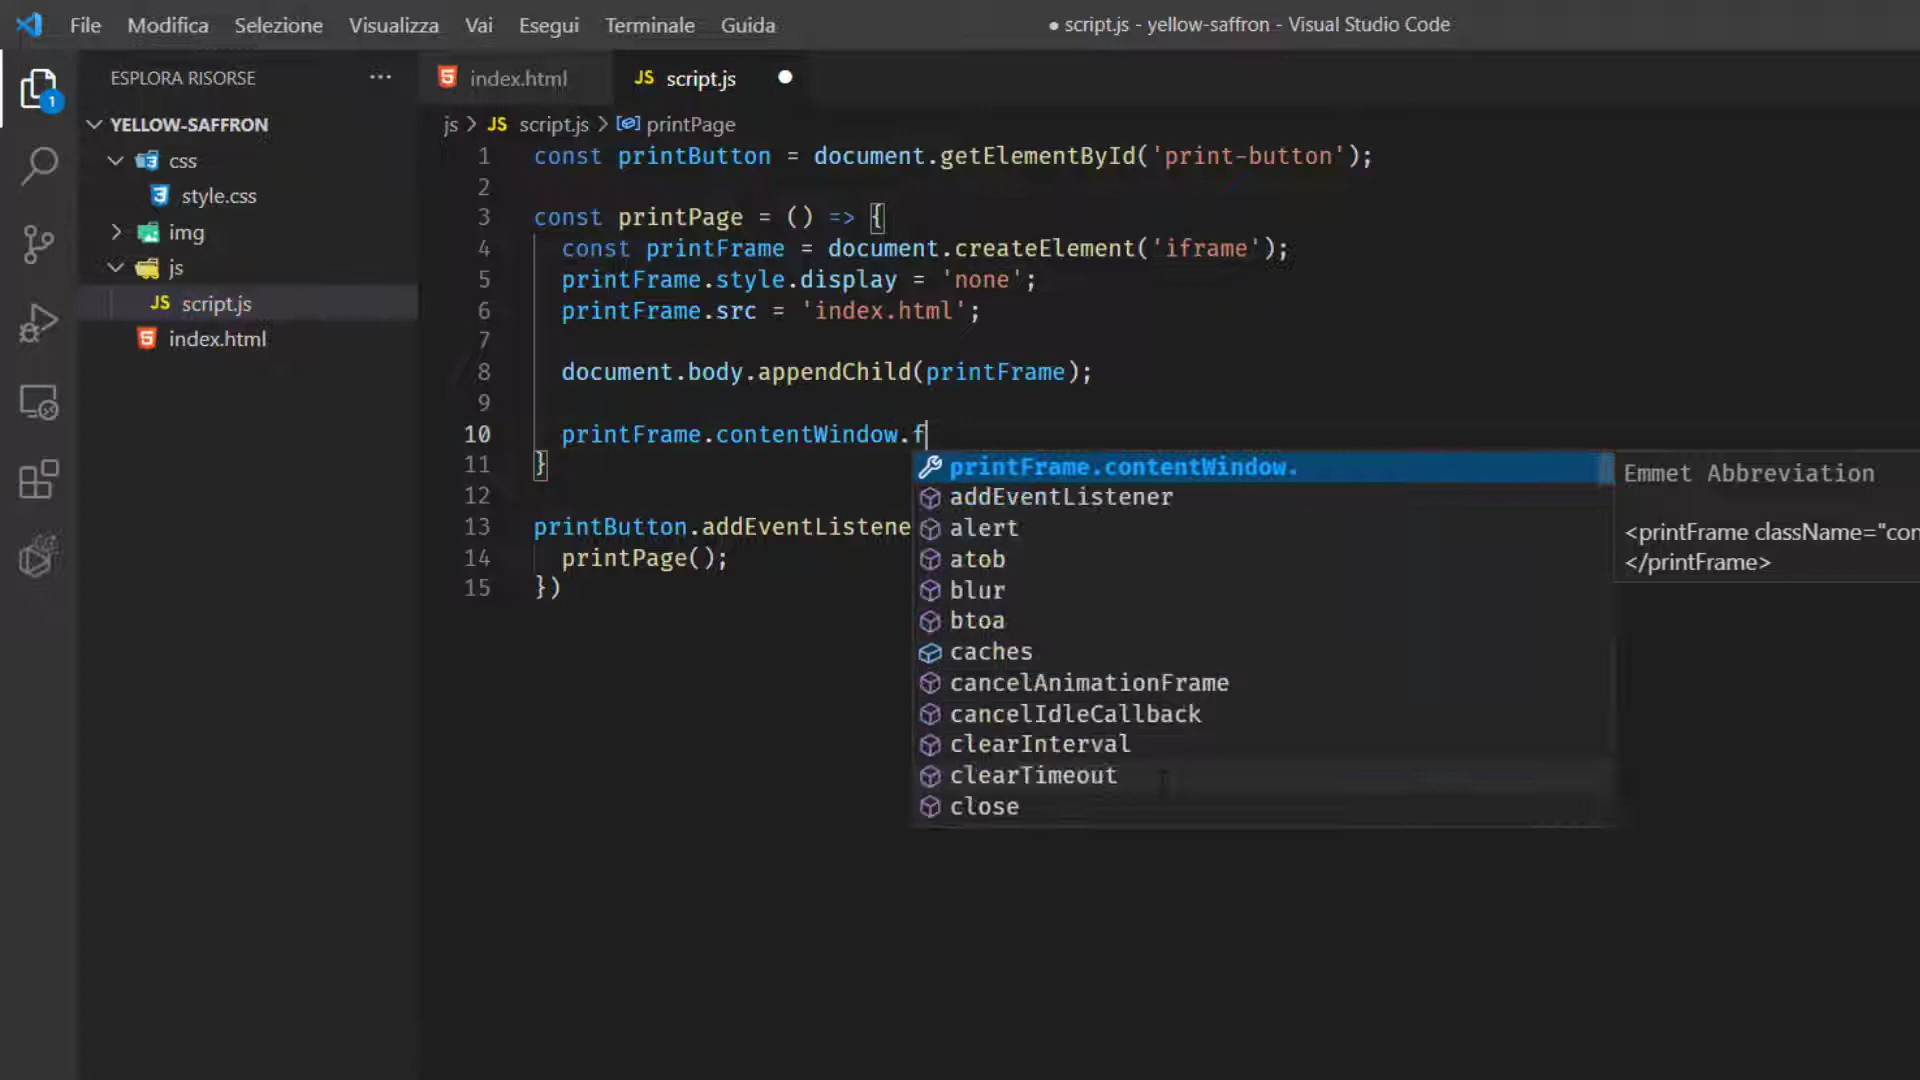 File Modifica Selezione Visualizza Vai Esegui Terminale Guida
● script.js - yellow-saffron - Visual Studio Code
ESPLORA RISORSE ···
1
YELLOW-SAFFRON
css
style.css
img
js
script.js
index.html
index.html
JS script.js ●
js > JS script.js > printPage
1 const printButton = document.getElementById('print-button');
2
3 const printPage = () => {
4 const printFrame = document.createElement('iframe');
5 printFrame.style.display = 'none';
6 printFrame.src = 'index.html';
7
8 document.body.appendChild(printFrame);
9
10 printFrame.contentWindow.f
11 }
12
13 printButton.addEventListene
14 printPage();
15 })
printFrame.contentWindow.
addEventListener
alert
atob
blur
btoa
caches
cancelAnimationFrame
cancelIdleCallback
clearInterval
clearTimeout
close
Emmet Abbreviation
<printFrame className="con
</printFrame>